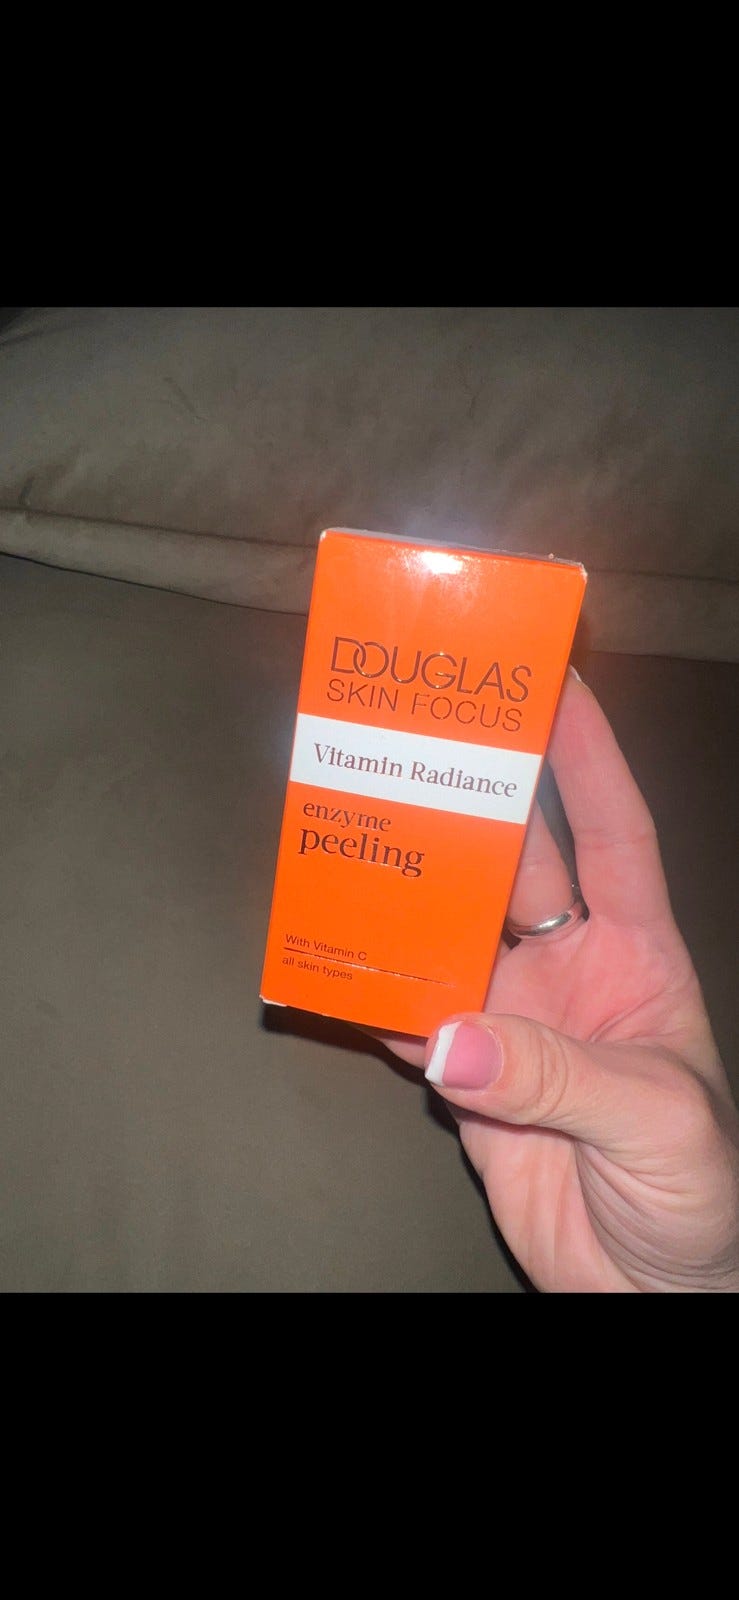 DOUGLAS
SKIN FOCUS
Vitamin Radiance
enzyme
peeling
With Vitamin C
all skin types